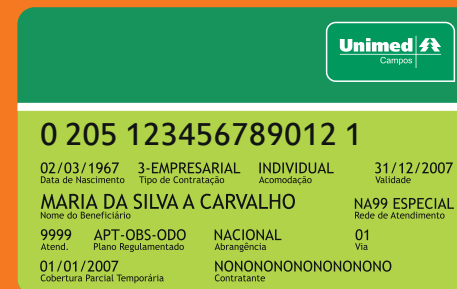 Unimed
Campos
0 205 123456789012 1
02/03/1967 3-EMPRESARIAL INDIVIDUAL 31/12/2007
Data de Nascimento Tipo de Contratação Acomodação Validade
MARIA DA SILVA A CARVALHO NA99 ESPECIAL
Nome do Beneficiário Rede de Atendimento
9999 APT-OBS-ODO NACIONAL 01
Atend. Plano Regulamentado Abrangência Via
01/01/2007 NONONONONONONONO
Cobertura Parcial Temporária Contratante